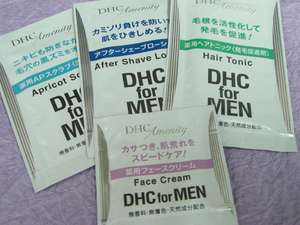 DHC Amenity
ニキビも防ぎなが
毛穴の黒ズミを
薬用APスクラブ
Apricot Sc
DHC
for
MEN
DHC Amenity
カミソリ負けを防い
肌をひきしめる
アフターシェーブローシ
After Shave Lo
DHC
for
MEN
無香料・無着色・天然
DHC Amenity
毛根を活性化して
発毛を促進!
薬用ヘアトニック(発毛促進剤)
Hair Tonic
DHC
for
MEN
無着色・天然成分配合
DHC Amenity
カサつき、肌荒れを
スピードケア!
薬用フェースクリーム
Face Cream
DHC for MEN
無香料・無着色・天然成分配合